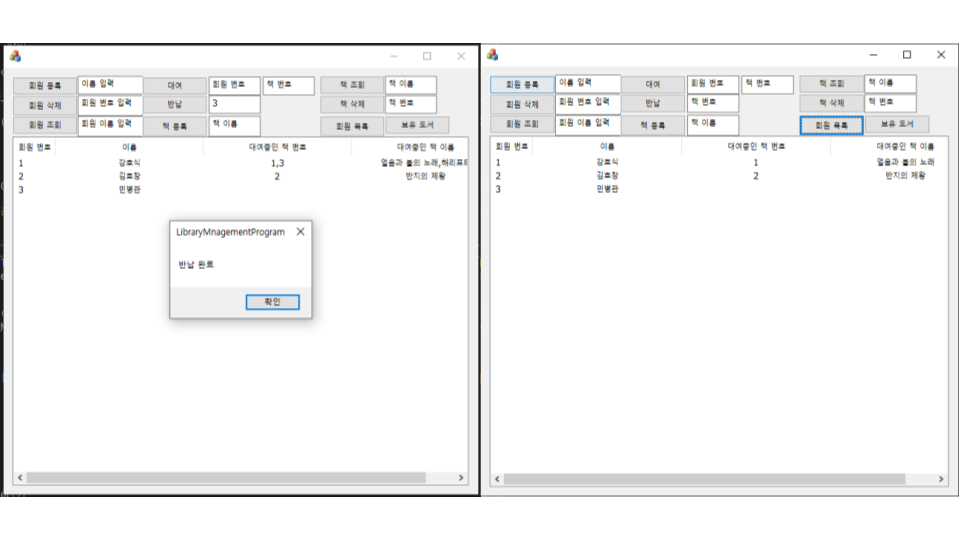 회원 등록 이름 입력 대여 회원 번호 책 번호 책 조회 책 이름
회원 삭제 회원 번호 입력 반납 3 책 삭제 책 번호
회원 조회 회원 이름 입력 책 등록 책 이름 회원 목록 보유 도서
회원 번호 이름 대여중인 책 번호 대여중인 책 이름
1 강호식 1,3 얼음과 불의 노래,해리포터
2 김호창 2 반지의 제왕
3 민병관
LibraryMnagementProgram
반납 완료
확인
회원 등록 이름 입력 대여 회원 번호 책 번호 책 조회 책 이름
회원 삭제 회원 번호 입력 반납 책 번호 책 삭제 책 번호
회원 조회 회원 이름 입력 책 등록 책 이름 회원 목록 보유 도서
회원 번호 이름 대여중인 책 번호 대여중인 책 이름
1 강호식 1 얼음과 불의 노래
2 김호창 2 반지의 제왕
3 민병관